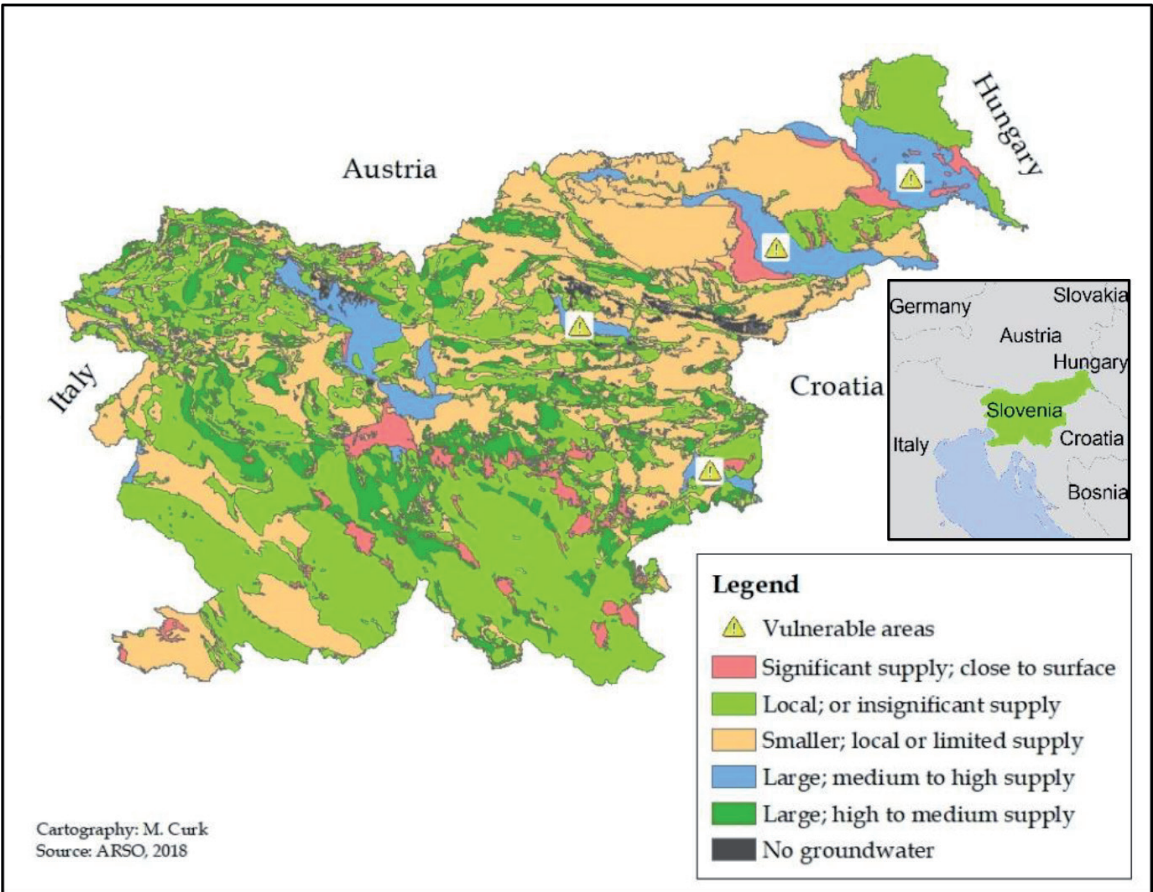 Austria
Hungary
Italy
Croatia
Germany
Slovakia
Austria
Hungary
Slovenia
Italy
Croatia
Bosnia
Legend
Vulnerable areas
Significant supply; close to surface
Local; or insignificant supply
Smaller; local or limited supply
Large; medium to high supply
Large; high to medium supply
No groundwater
Cartography: M. Curk
Source: ARSO, 2018